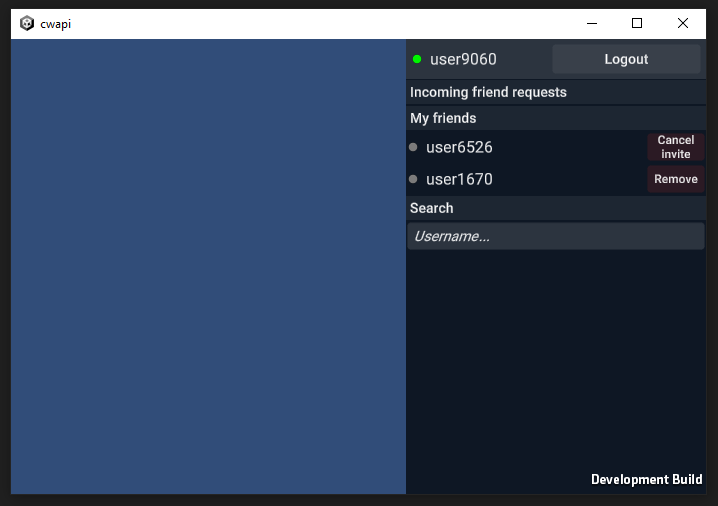 cwapi
user9060
Logout
Incoming friend requests
My friends
user6526
Cancel
invite
user1670
Remove
Search
Username...
Development Build